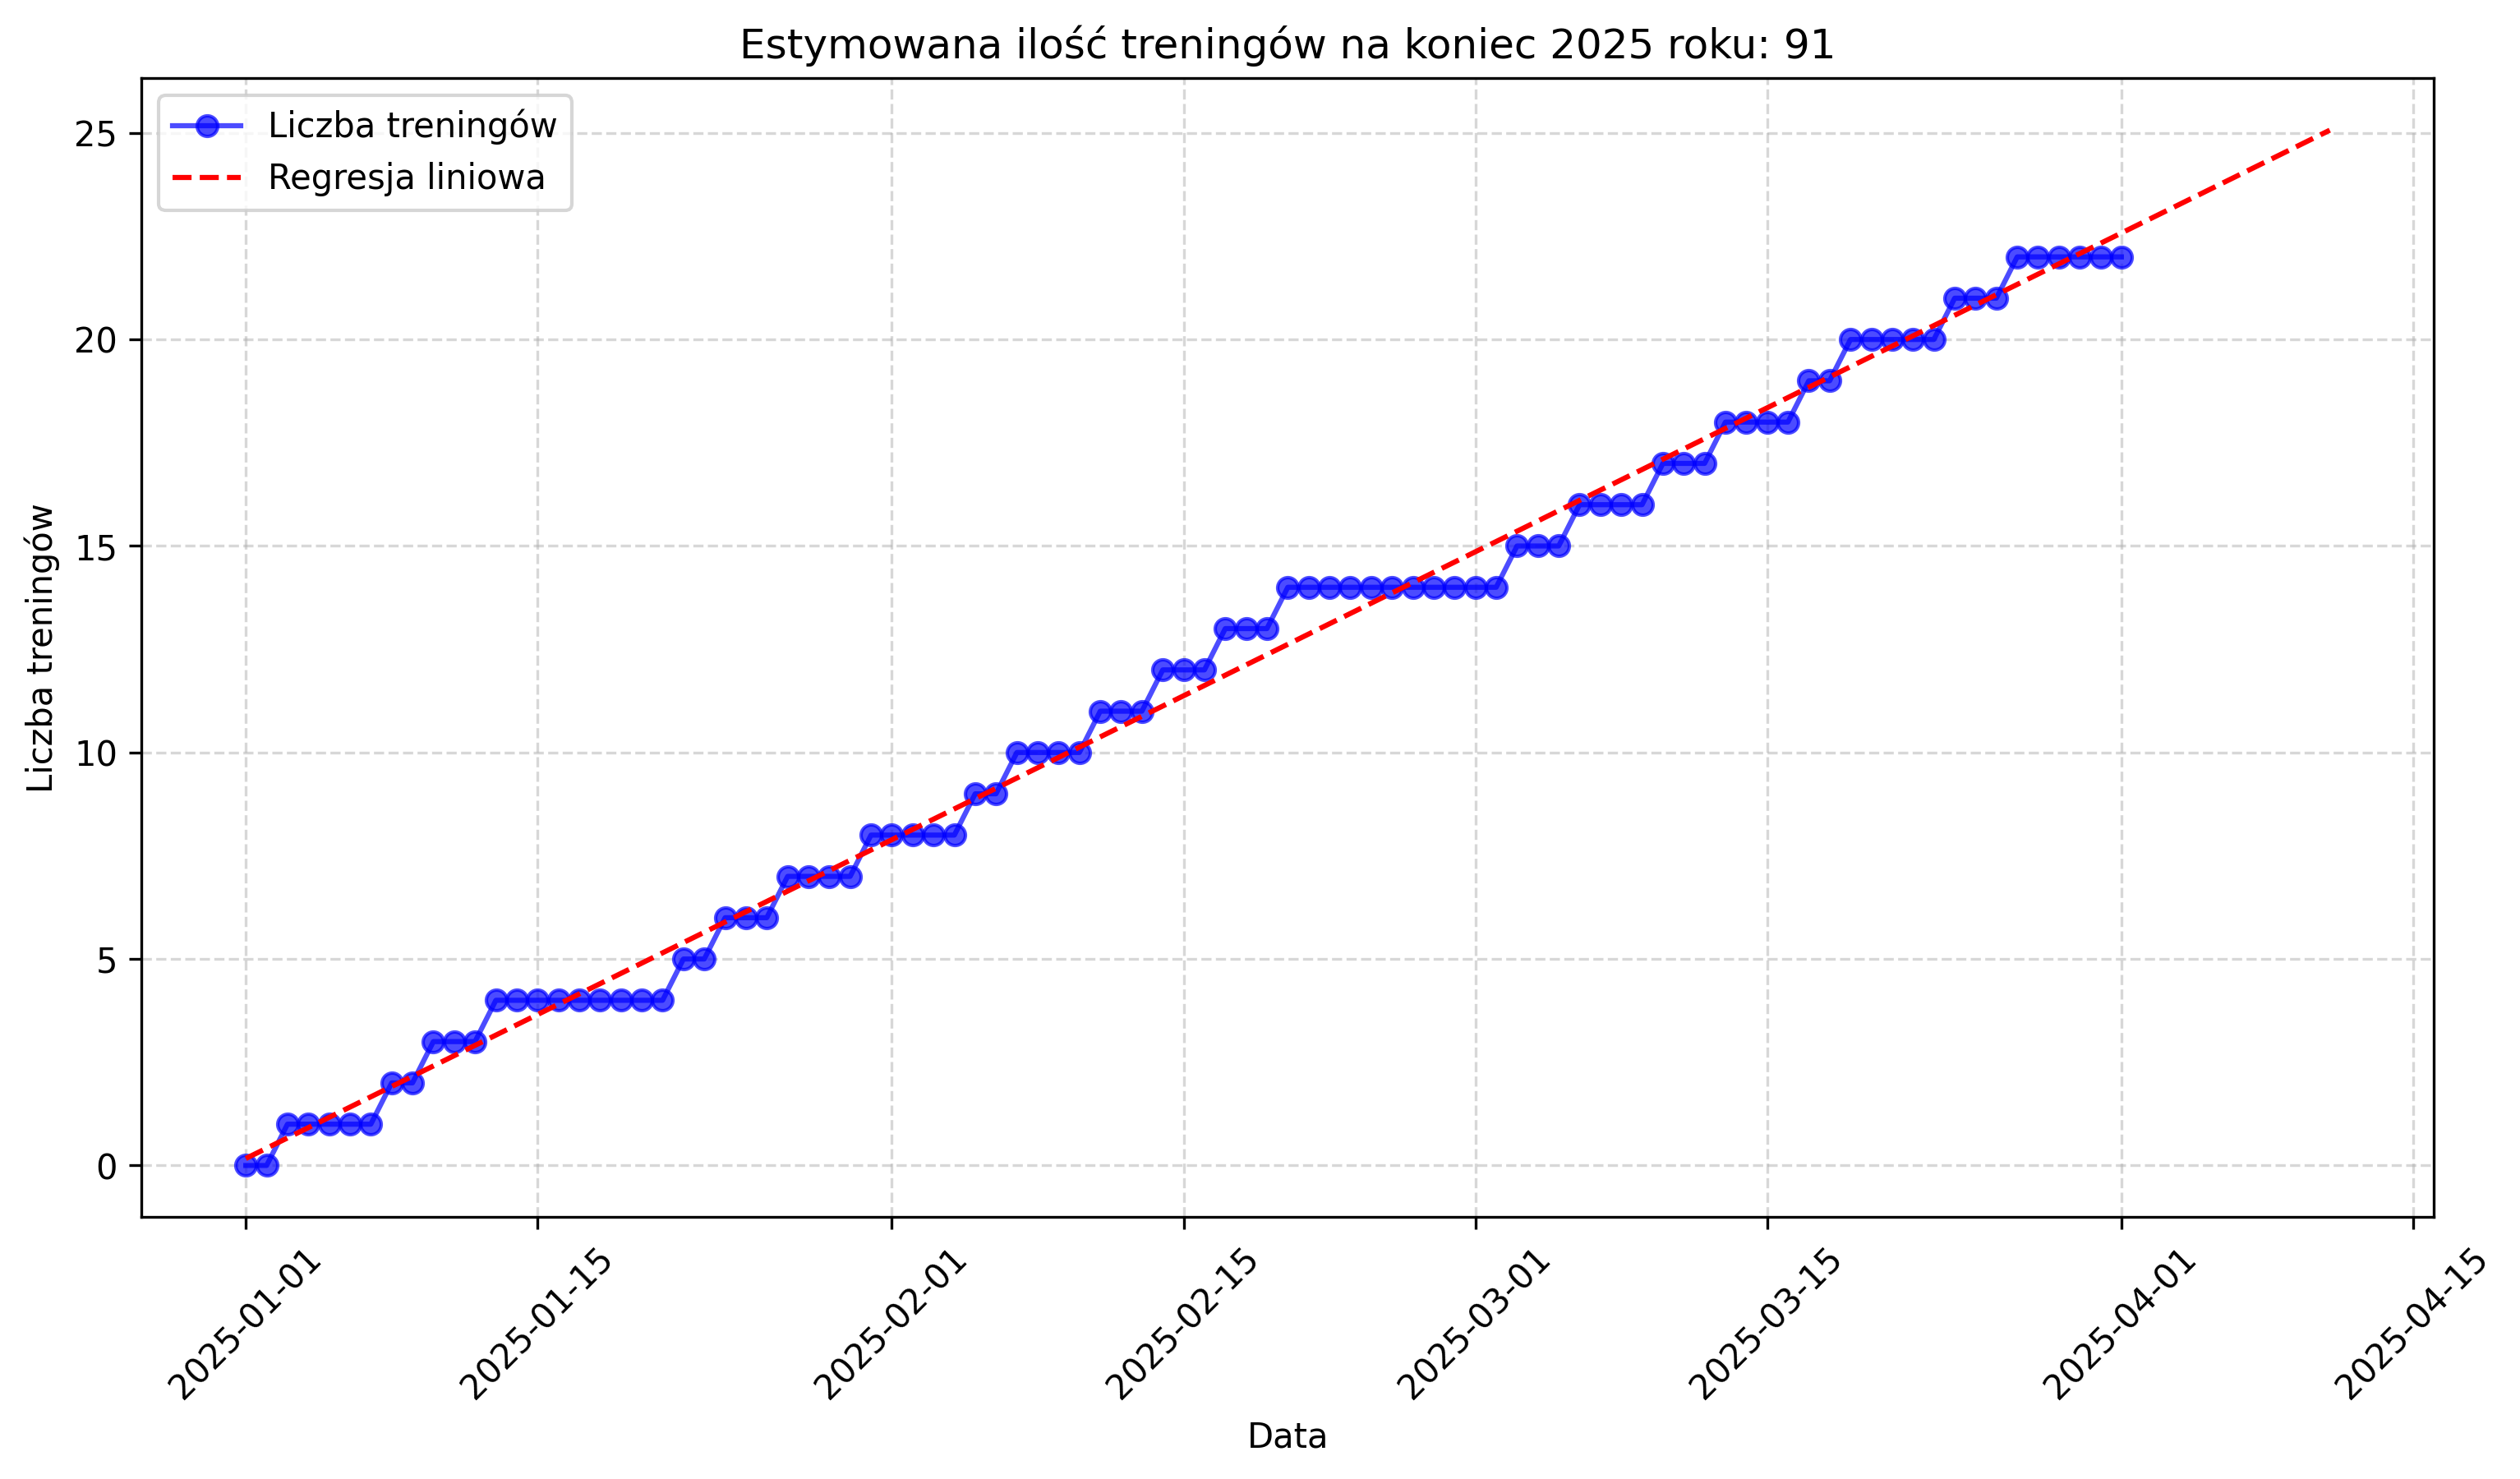 Estymowana ilość treningów na koniec 2025 roku: 91
Liczba treningów
Regresja liniowa
25
20
15
10
5
0
Liczba treningów
2025-01-01
2025-01-15
2025-02-01
2025-02-15
2025-03-01
2025-03-15
2025-04-01
2025-04-15
Data